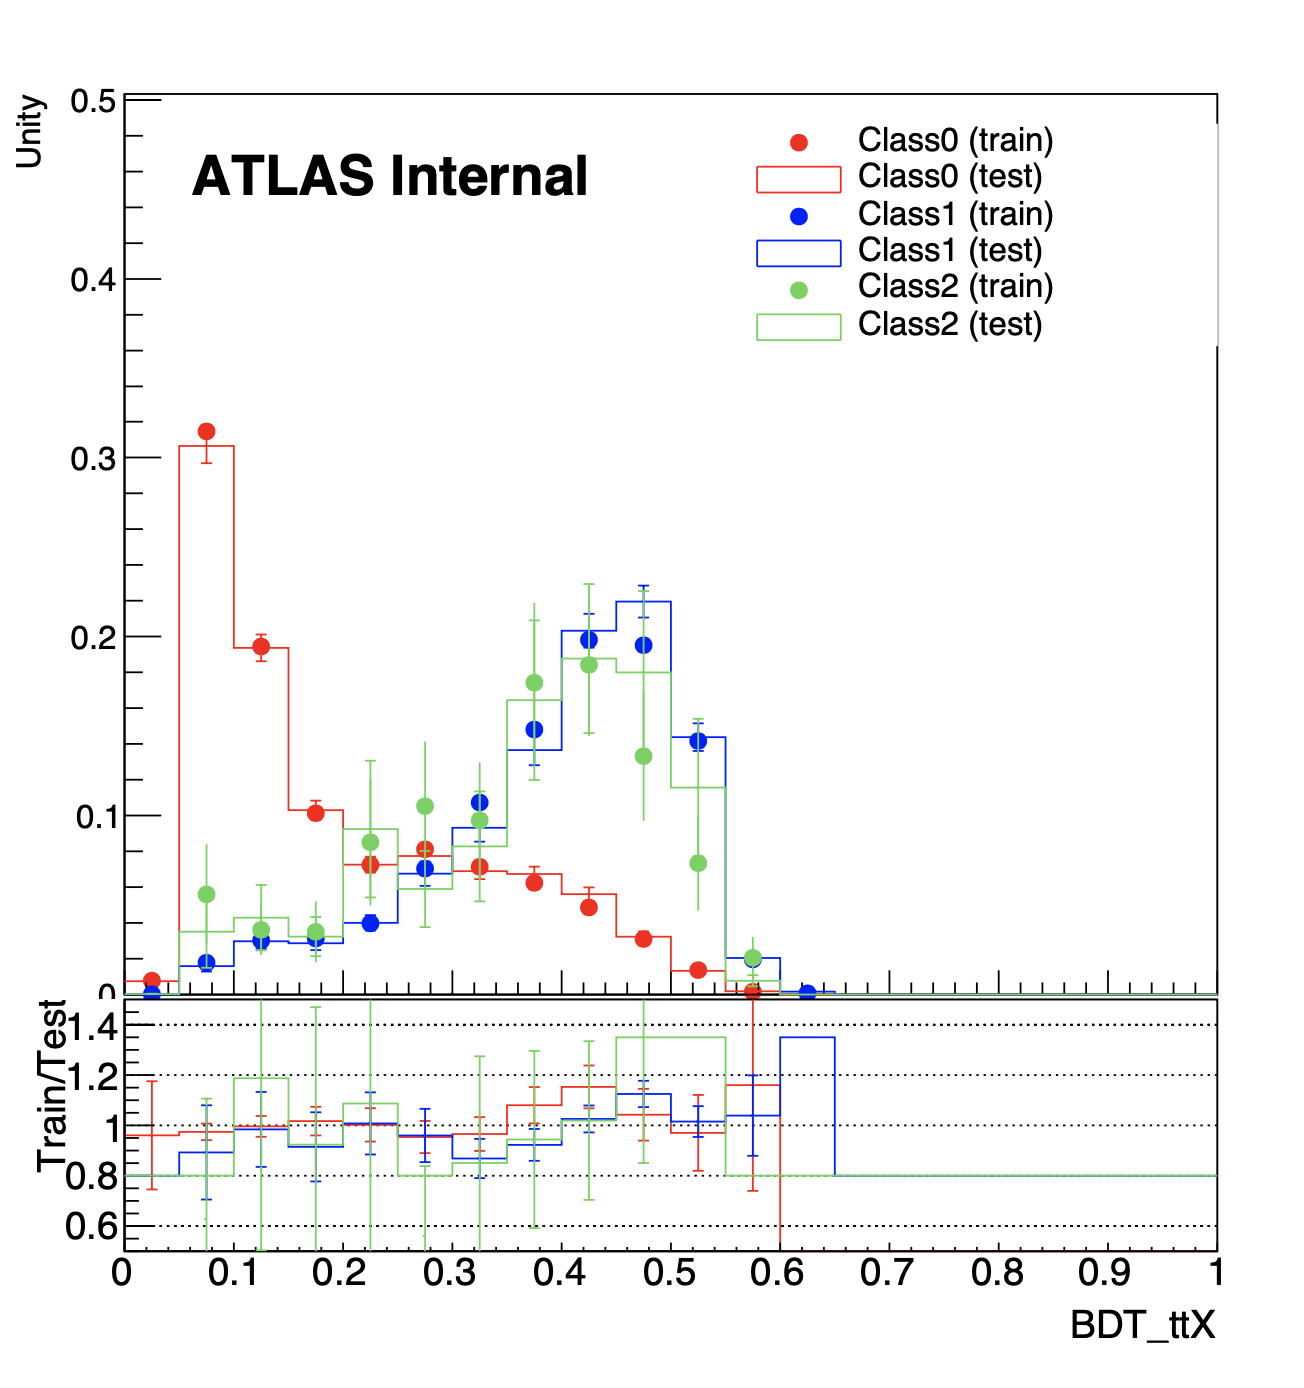 Unity
0.5
0.4
0.3
0.2
0.1
0
ATLAS Internal
Class0 (train)
Class0 (test)
Class1 (train)
Class1 (test)
Class2 (train)
Class2 (test)
Train/Test
1.4
1.2
1
0.8
0.6
0 0.1 0.2 0.3 0.4 0.5 0.6 0.7 0.8 0.9 1
BDT_ttX